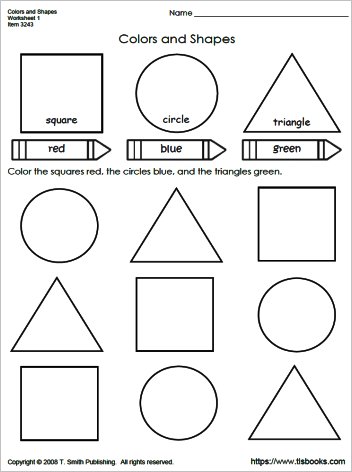 Colors and Shapes
Worksheet 1
Item 3243
Name
Colors and Shapes
square
circle
triangle
red
blue
green
Color the squares red, the circles blue, and the triangles green.
Copyright © 2008 T. Smith Publishing. All rights reserved.
https://www.tlsbooks.com